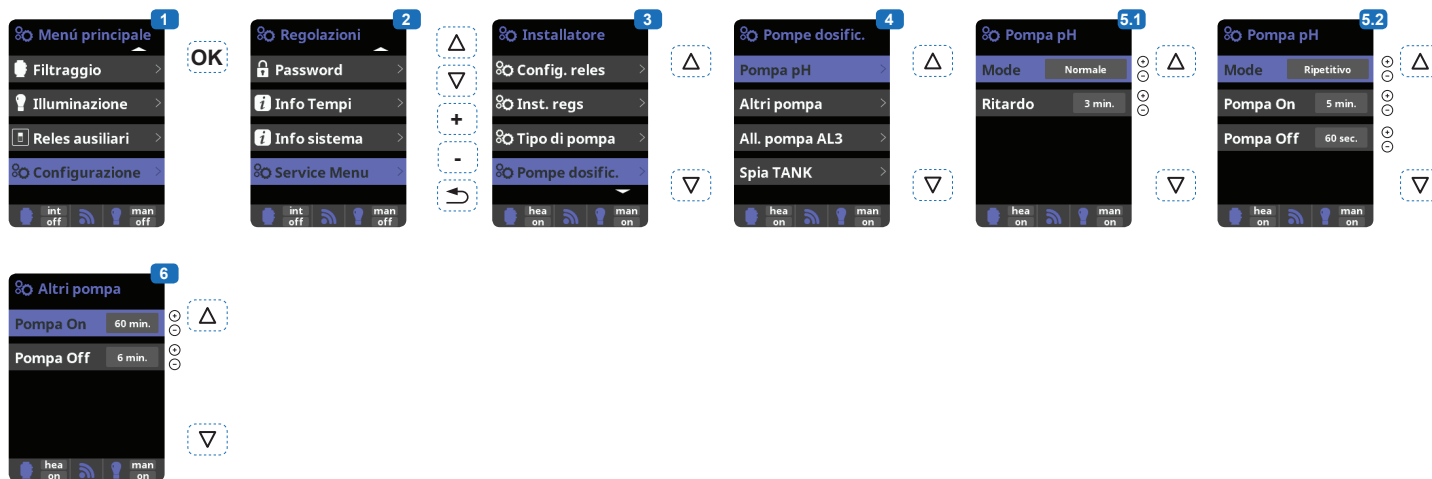 1
Menú principale
Filtraggio
Illuminazione
Reles ausiliari
Configurazione
int
off
man
off
OK
2
Regolazioni
Password
Info Tempi
Info sistema
Service Menu
int
off
man
off
+
-
3
Installatore
Config. reles
Inst. regs
Tipo di pompa
Pompe dosific.
hea
on
man
on
4
Pompe dosific.
Pompa pH
Altri pompa
All. pompa AL3
Spia TANK
hea
on
man
on
5.1
Pompa pH
Mode Normale
Ritardo 3 min.
hea
on
man
on
5.2
Pompa pH
Mode Ripetitivo
Pompa On 5 min.
Pompa Off 60 sec.
hea
on
man
on
6
Altri pompa
Pompa On 60 min.
Pompa Off 6 min.
hea
on
man
on